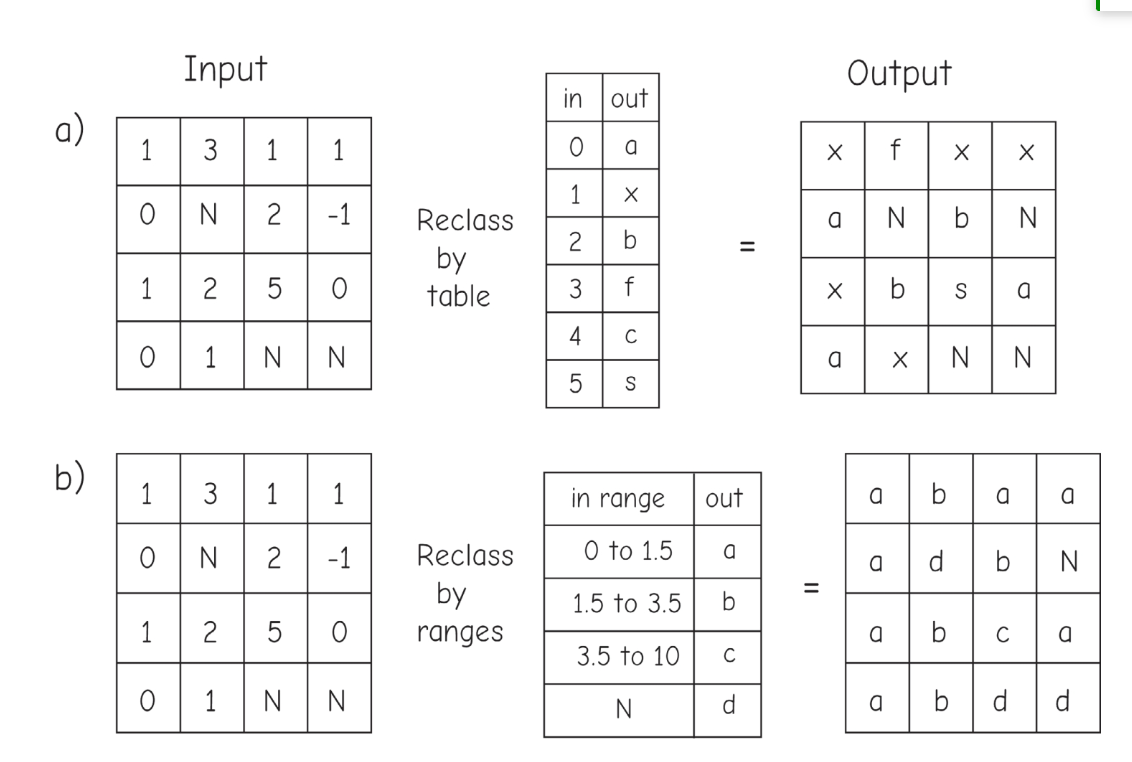 Input
Output
a)
1 3 1 1
0 N 2 -1
1 2 5 0
0 1 N N
Reclass
by
table
in out
0 a
1 x
2 b
3 f
4 c
5 s
=
x f x x
a N b N
x b s a
a x N N
b)
1 3 1 1
0 N 2 -1
1 2 5 0
0 1 N N
Reclass
by
ranges
in range out
0 to 1.5 a
1.5 to 3.5 b
3.5 to 10 c
N d
=
a b a a
a d b N
a b c a
a b d d